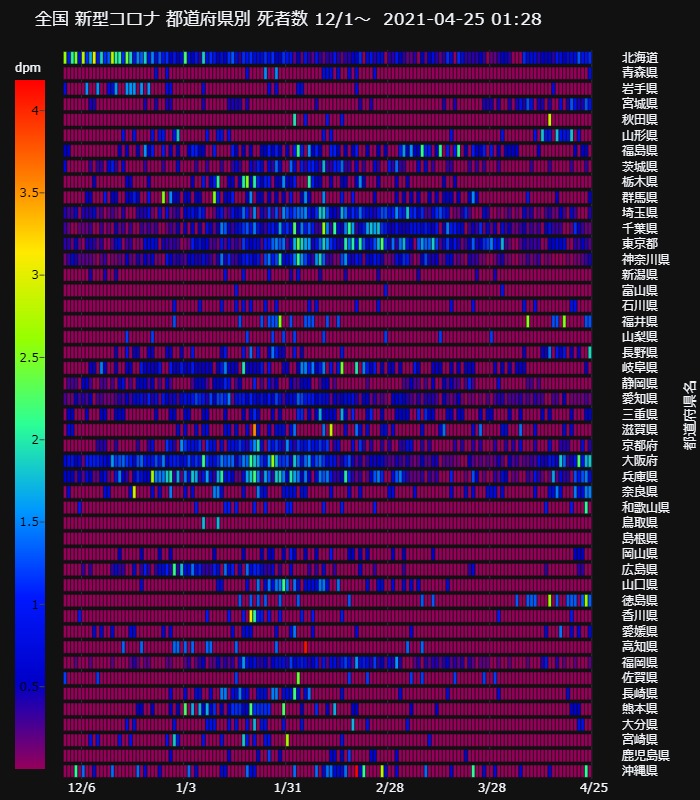 全国 新型コロナ 都道府県別 死者数 12/1～ 2021-04-25 01:28
dpm
4
3.5
3
2.5
2
1.5
1
0.5
北海道
青森県
岩手県
宮城県
秋田県
山形県
福島県
茨城県
栃木県
群馬県
埼玉県
千葉県
東京都
神奈川県
新潟県
富山県
石川県
福井県
山梨県
長野県
岐阜県
静岡県
愛知県
三重県
滋賀県
京都府
大阪府
兵庫県
奈良県
和歌山県
鳥取県
島根県
岡山県
広島県
山口県
徳島県
香川県
愛媛県
高知県
福岡県
佐賀県
長崎県
熊本県
大分県
宮崎県
鹿児島県
沖縄県
都道府県名
12/6 1/3 1/31 2/28 3/28 4/25